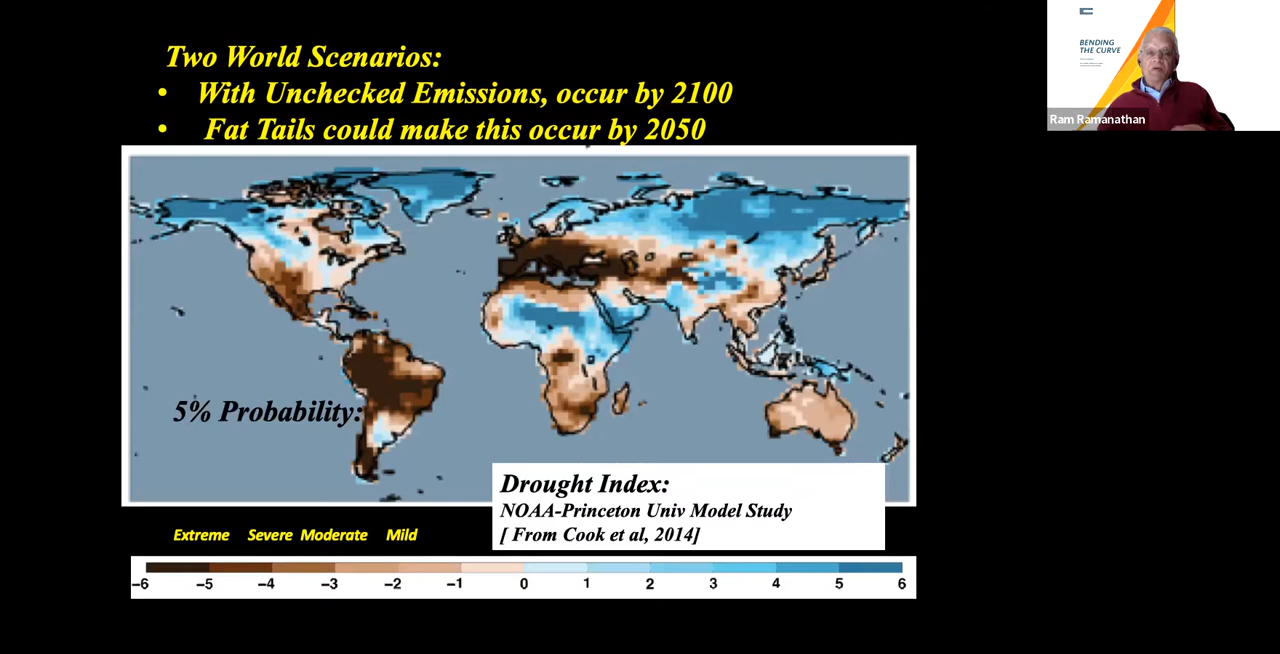 Two World Scenarios:
• With Unchecked Emissions, occur by 2100
• Fat Tails could make this occur by 2050
BENDING
THE CURVE
Ram Ramanathan
5% Probability:
Drought Index:
NOAA-Princeton Univ Model Study
[ From Cook et al, 2014]
Extreme Severe Moderate Mild
−6 −5 −4 −3 −2 −1 0 1 2 3 4 5 6